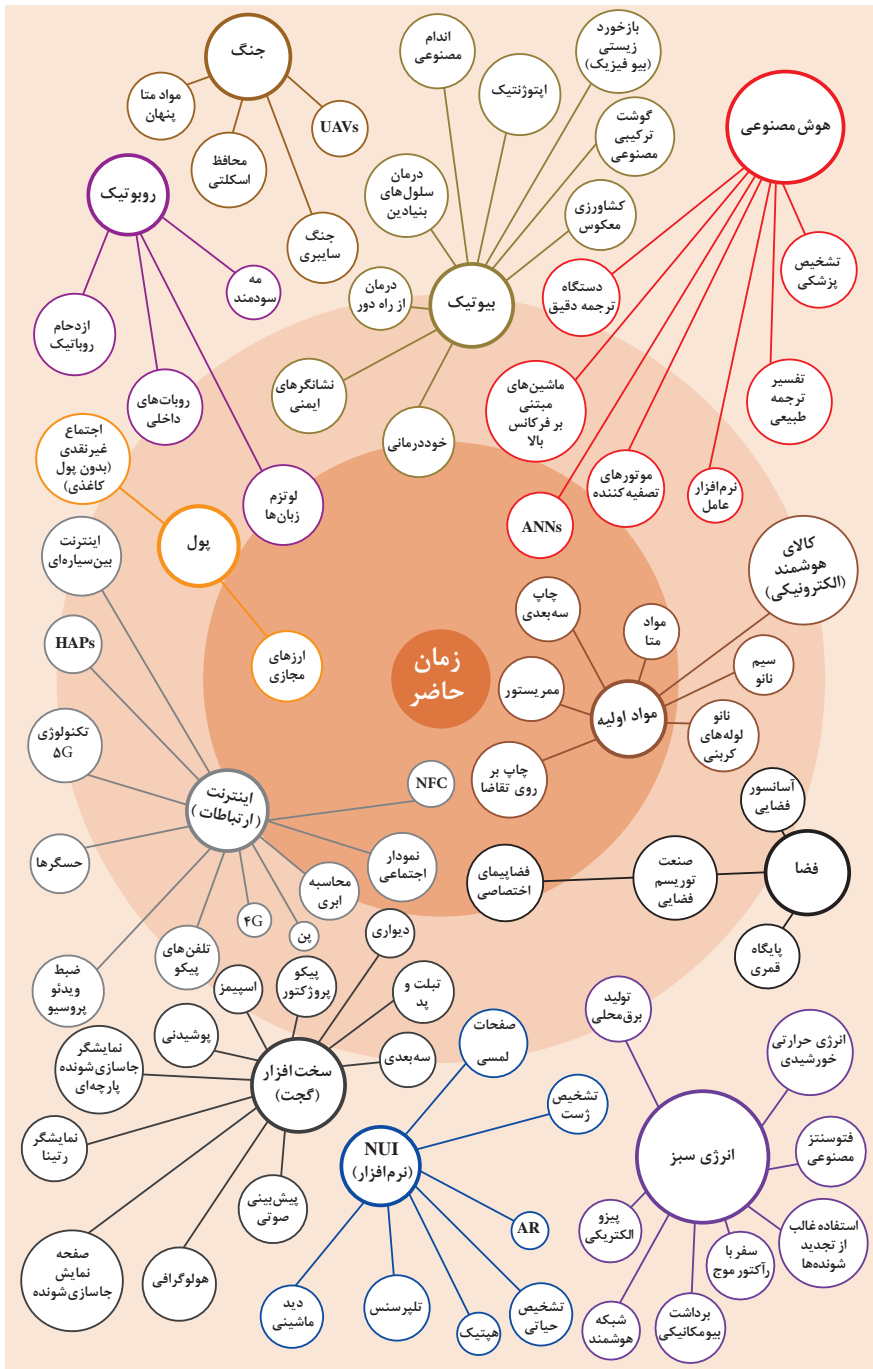 جنگ
مواد متا
پنهان
محافظ
اسکلتی
جنگ
سایبری
UAVs
اندام
مصنوعی
اپتوژنتیک
بازخورد
زیستی
(بیو فیزیک)
گوشت
ترکیبی
مصنوعی
کشاورزی
معکوس
درمان
سلول‌های
بنیادین
درمان
از راه دور
بیوتیک
نشانگرهای
ایمنی
خوددرمانی
هوش مصنوعی
تشخیص
پزشکی
دستگاه
ترجمه دقیق
تفسیر
ترجمه
طبیعی
ماشین‌های
مبتنی
بر فرکانس
بالا
موتورهای
تصفیه‌کننده
نرم‌افزار
عامل
ANNs
روبوتیک
مه
سودمند
ازدحام
روباتیک
روبات‌های
داخلی
لوتزم
زبان‌ها
اجتماع
غیرنقدی
(بدون پول
کاغذی)
پول
ارزهای
مجازی
زمان
حاضر
کالای
هوشمند
(الکترونیکی)
چاپ
سه‌بعدی
مواد
متا
سیم
نانو
ممریستور
مواد اولیه
نانو
لوله‌های
کربنی
چاپ بر
روی تقاضا
اینترنت
بین‌سیاره‌ای
HAPs
تکنولوژی
۵G
اینترنت
(ارتباطات)
NFC
حسگرها
نمودار
اجتماعی
محاسبه
ابری
۴G
پن
تلفن‌های
پیکو
ضبط
ویدئو
پروسیو
آسانسور
فضایی
فضا
صنعت
توریسم
فضایی
فضاپیمای
اختصاصی
پایگاه
قمری
دیواری
پیکو
پروژکتور
اسپیمز
تبلت و
پد
پوشیدنی
سه‌بعدی
نمایشگر
جاسازی‌شونده
پارچه‌ای
سخت‌افزار
(گجت)
نمایشگر
رتینا
پیش‌بینی
صوتی
صفحه
نمایش
جاسازی‌شونده
هولوگرافی
صفحات
لمسی
تشخیص
ژست
NUI
(نرم‌افزار)
AR
دید
ماشینی
تلپرسنس
هپتیک
تشخیص
حیاتی
تولید
برق‌محلی
انرژی حرارتی
خورشیدی
انرژی سبز
فتوسنتز
مصنوعی
پیزو
الکتریکی
استفاده غالب
از تجدید
شونده‌ها
سفر با
رآکتور موج
شبکه
هوشمند
برداشت
بیومکانیکی